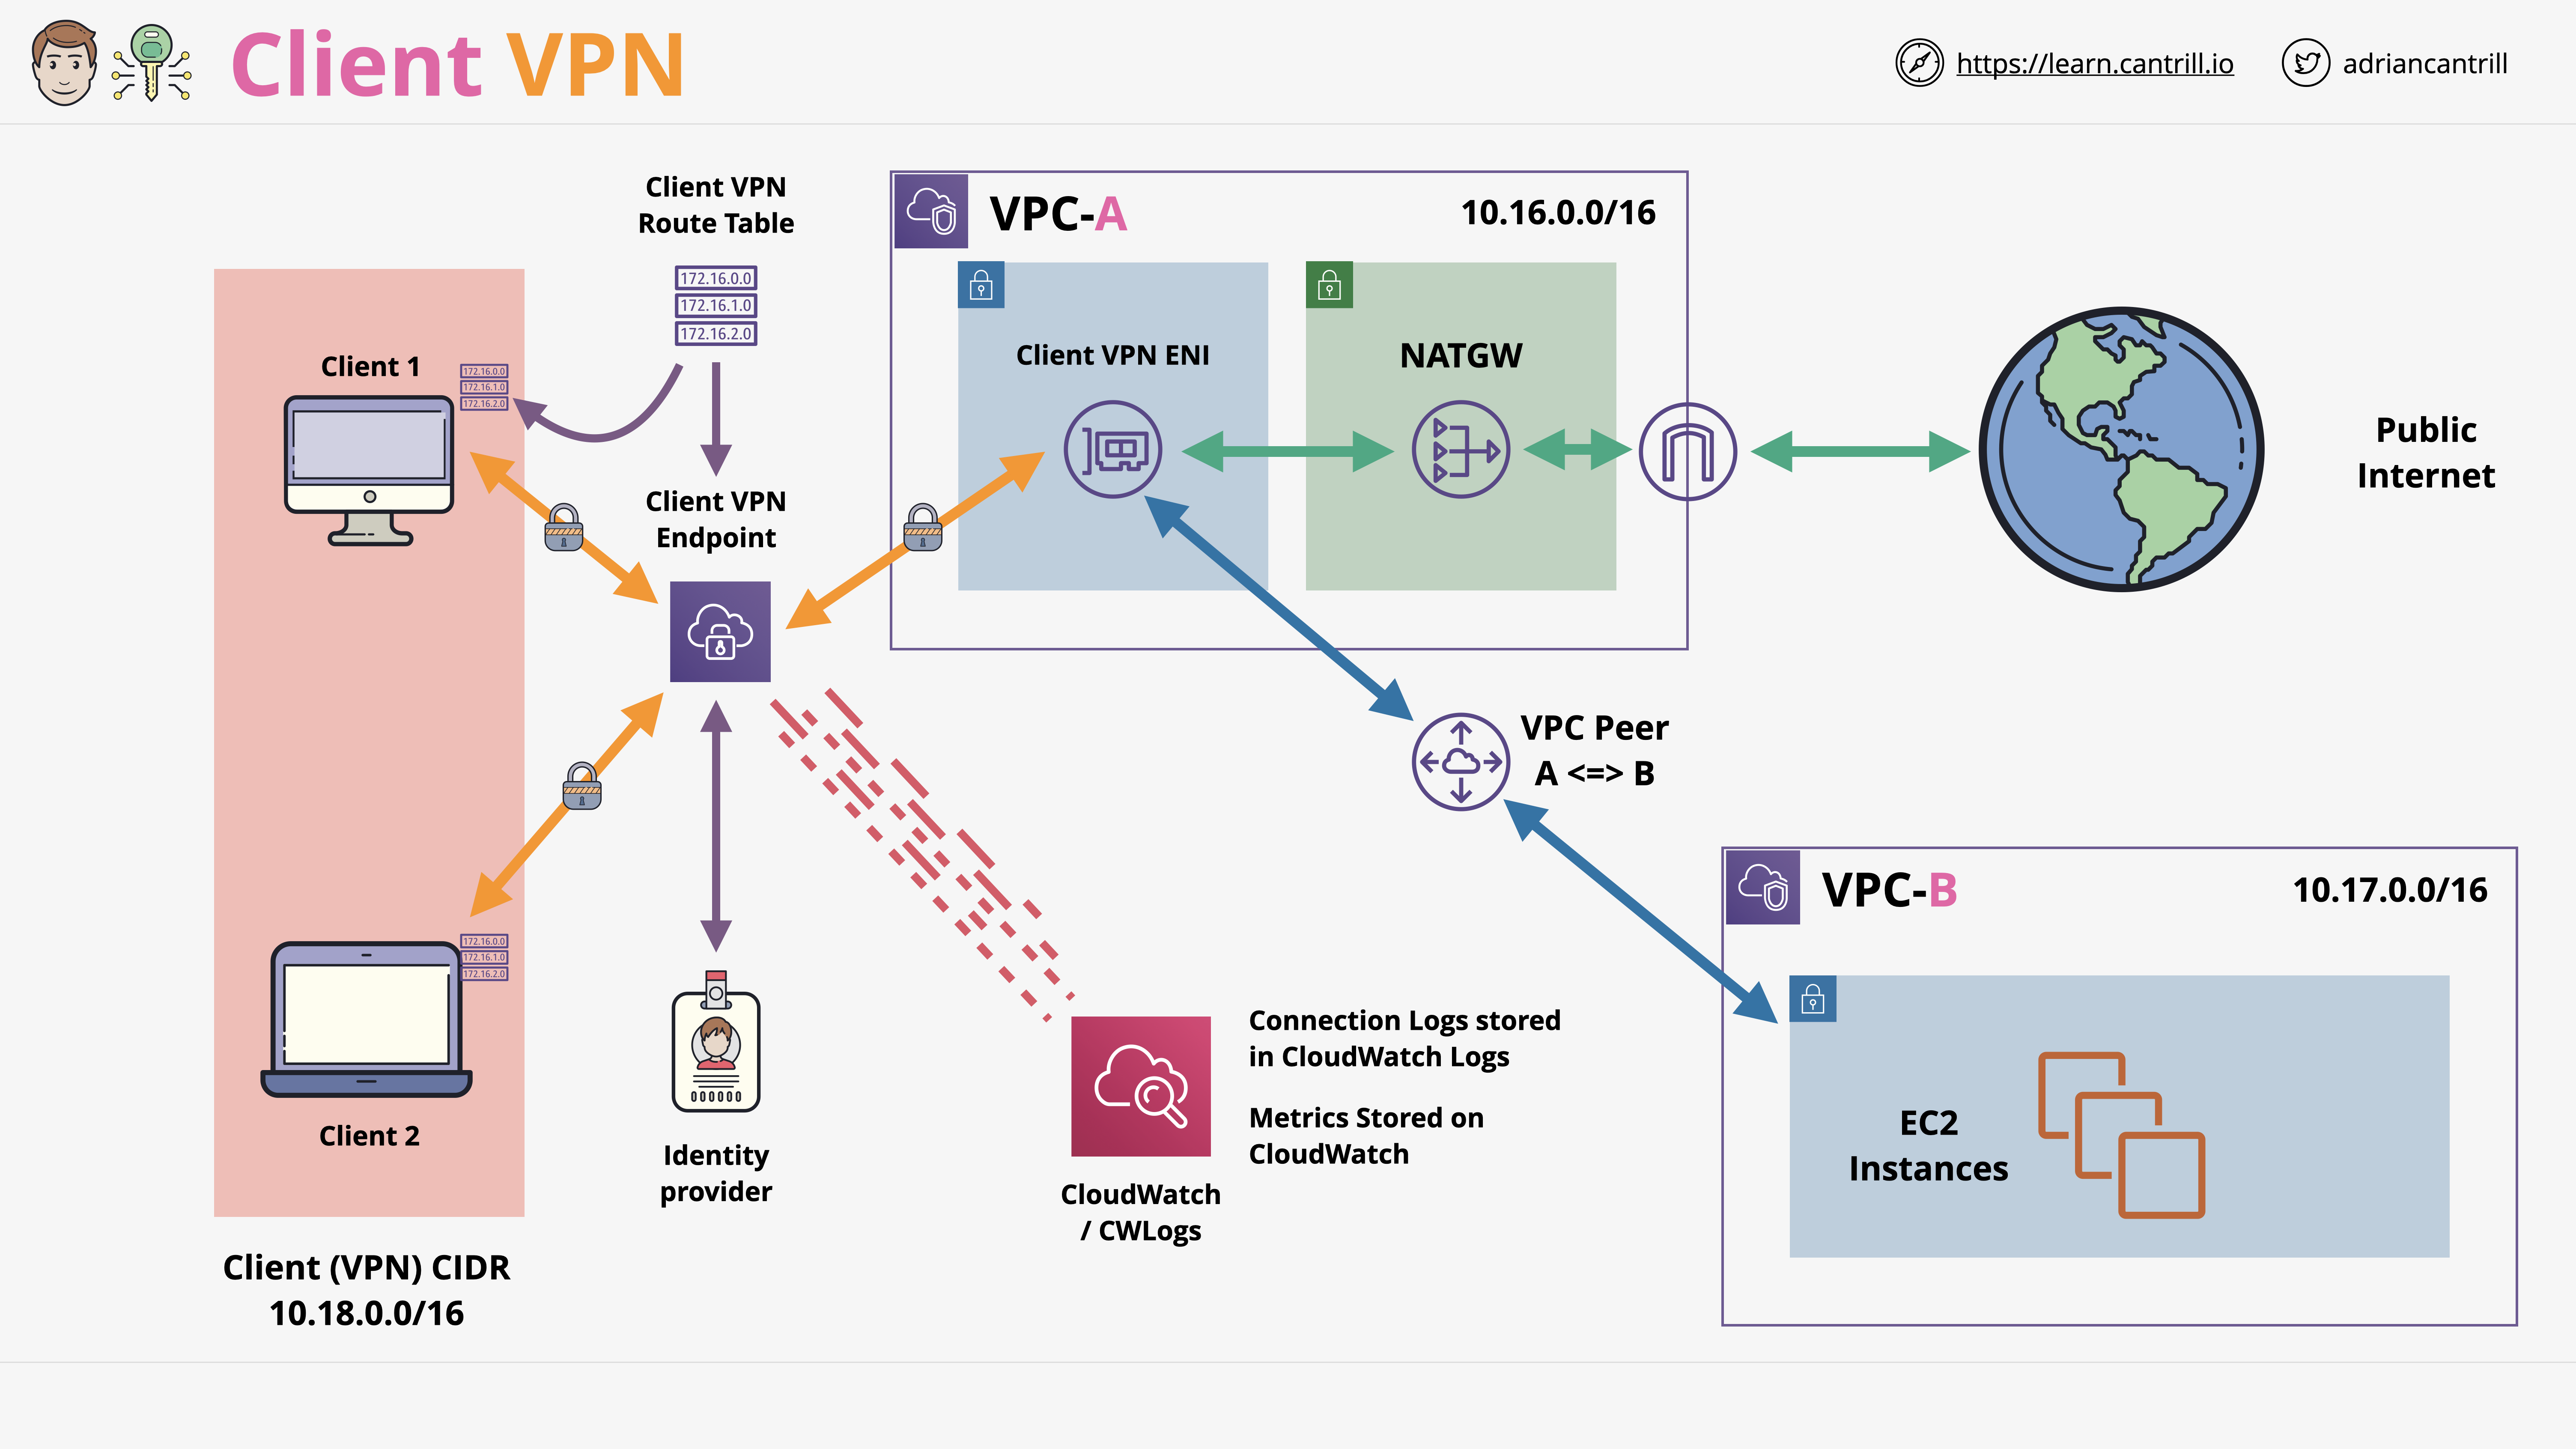 Client VPN
https://learn.cantrill.io
adriancantrill
Client VPN
Route Table
172.16.0.0
172.16.1.0
172.16.2.0
Client 1
172.16.0.0
172.16.1.0
172.16.2.0
Client VPN
Endpoint
VPC-A
10.16.0.0/16
Client VPN ENI
NATGW
Public
Internet
VPC Peer
A <=> B
VPC-B
10.17.0.0/16
EC2
Instances
172.16.0.0
172.16.1.0
172.16.2.0
Client 2
Client (VPN) CIDR
10.18.0.0/16
Identity
provider
CloudWatch
/ CWLogs
Connection Logs stored
in CloudWatch Logs
Metrics Stored on
CloudWatch